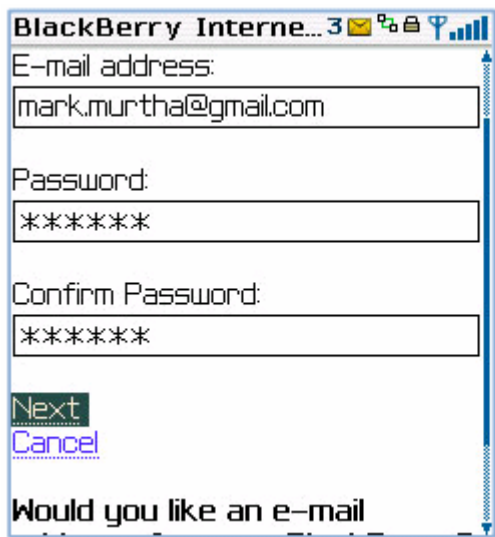 BlackBerry Interne... 3
E-mail address:
mark.murtha@gmail.com
Password:
******
Confirm Password:
******
Next
Cancel
Would you like an e-mail